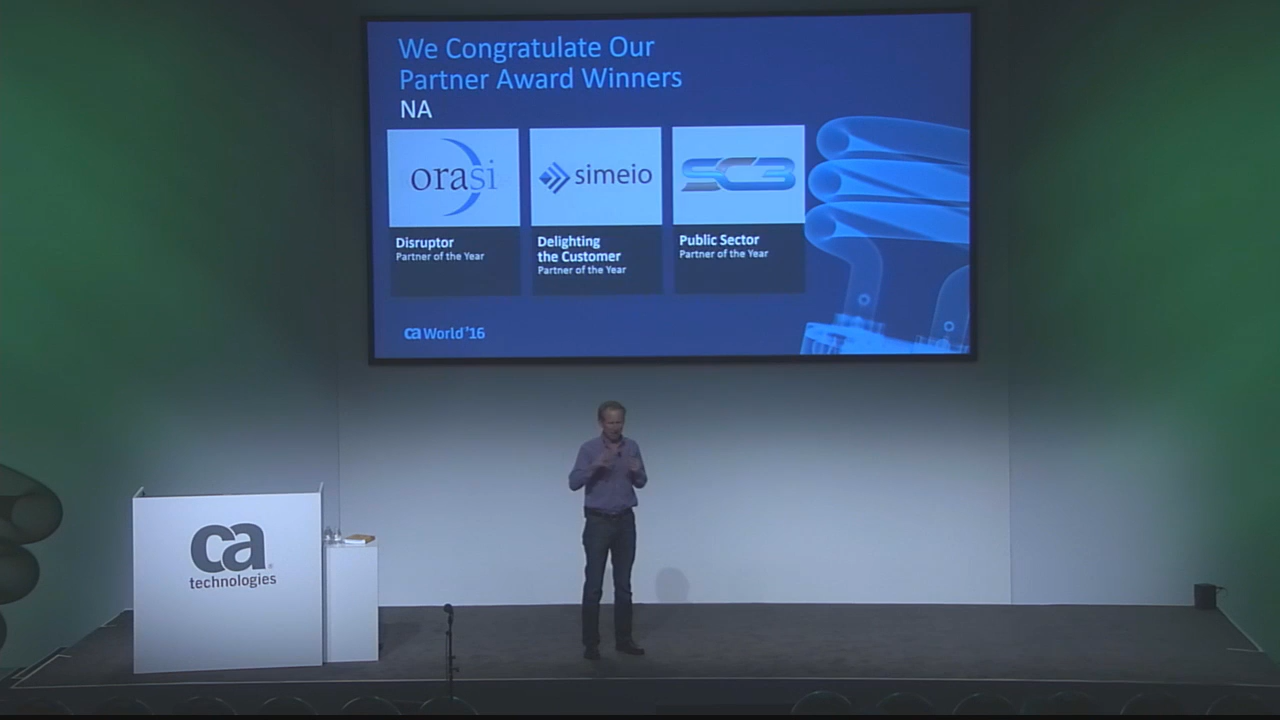 We Congratulate Our
Partner Award Winners
NA
orasi
simeio
SC3
Disruptor
Partner of the Year
Delighting
the Customer
Partner of the Year
Public Sector
Partner of the Year
ca World '16
ca
technologies